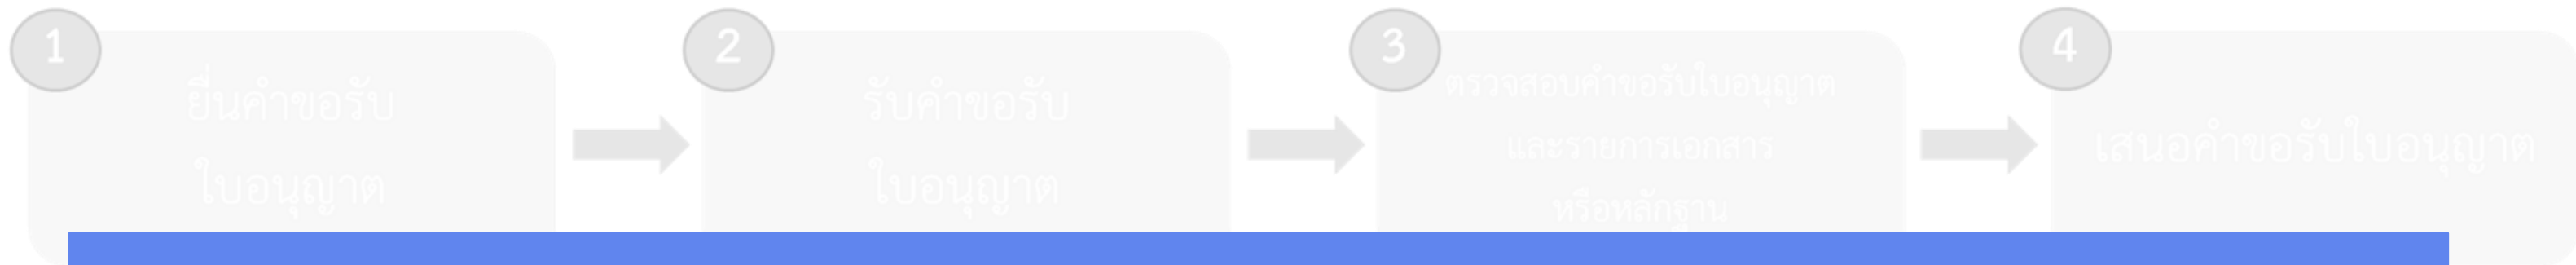 1
ยื่นคำขอรับ
ใบอนุญาต
2
รับคำขอรับ
ใบอนุญาต
3
ตรวจสอบคำขอรับใบอนุญาต
และรายการเอกสาร
หรือหลักฐาน
4
เสนอคำขอรับใบอนุญาต